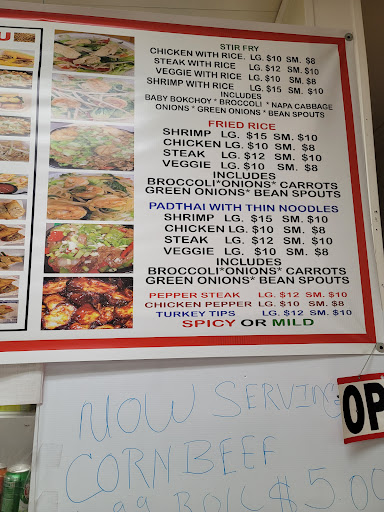 U
STIR FRY
CHICKEN WITH RICE. LG. $10 SM. $8
STEAK WITH RICE LG. $12 SM. $10
VEGGIE WITH RICE LG. $10 SM. $8
SHRIMP WITH RICE LG. $15 SM. $10
INCLUDES
BABY BOKCHOY * BROCCOLI * NAPA CABBAGE
ONIONS * GREEN ONIONS * BEAN SPOUTS
FRIED RICE
SHRIMP LG. $15 SM. $10
CHICKEN LG. $10 SM. $8
STEAK LG. $12 SM. $10
VEGGIE LG. $10 SM. $8
INCLUDES
BROCCOLI*ONIONS* CARROTS
GREEN ONIONS* BEAN SPOUTS
PADTHAI WITH THIN NOODLES
SHRIMP LG. $15 SM. $10
CHICKEN LG. $10 SM. $8
STEAK LG. $12 SM. $10
VEGGIE LG. $10 SM. $8
INCLUDES
BROCCOLI*ONIONS* CARROTS
GREEN ONIONS* BEAN SPOUTS
PEPPER STEAK LG. $12 SM. $10
CHICKEN PEPPER LG. $10 SM. $8
TURKEY TIPS LG. $12 SM. $10
SPICY OR MILD
NOW SERVING
OP
CORN BEEF
$5.00